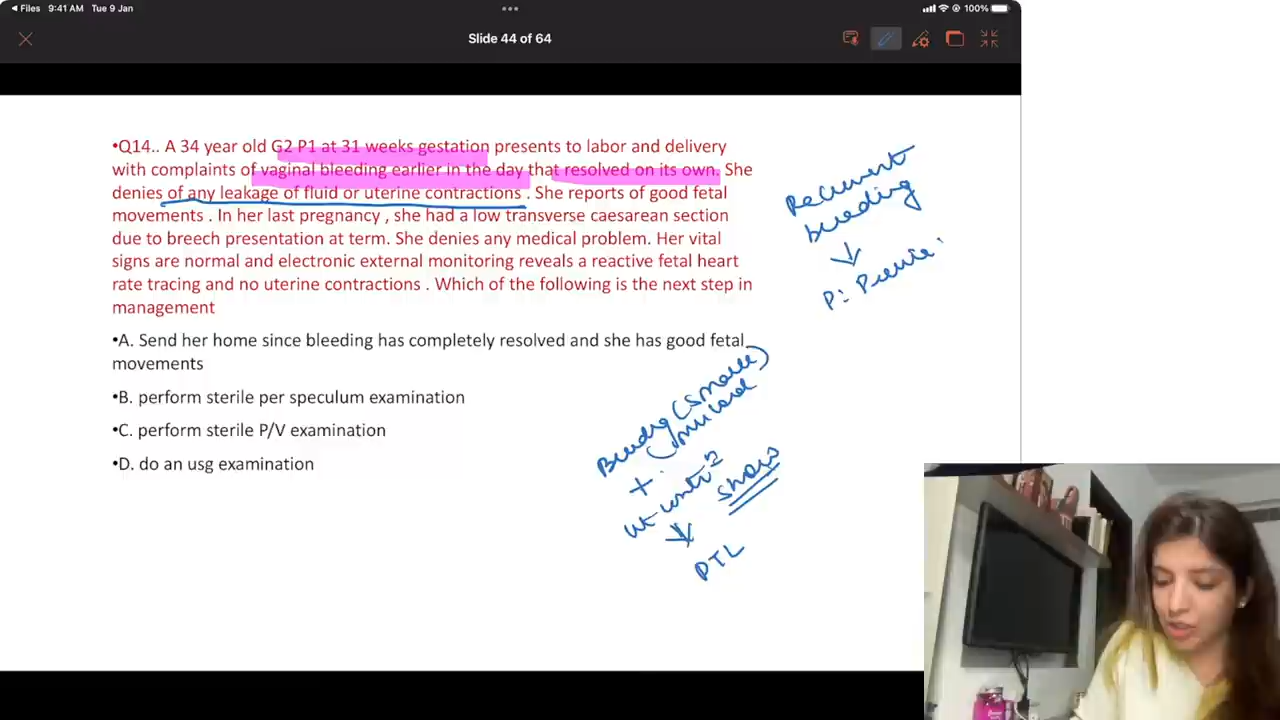 Files 9:41 AM Tue 9 Jan
100%
Slide 44 of 64
•Q14.. A 34 year old G2 P1 at 31 weeks gestation presents to labor and delivery
with complaints of vaginal bleeding earlier in the day that resolved on its own. She
denies of any leakage of fluid or uterine contractions . She reports of good fetal
movements . In her last pregnancy , she had a low transverse caesarean section
due to breech presentation at term. She denies any medical problem. Her vital
signs are normal and electronic external monitoring reveals a reactive fetal heart
rate tracing and no uterine contractions . Which of the following is the next step in
management
•A. Send her home since bleeding has completely resolved and she has good fetal
movements
•B. perform sterile per speculum examination
•C. perform sterile P/V examination
•D. do an usg examination
Recurrent
bleeding
P:
Bleeding (small)
+
show
PTL